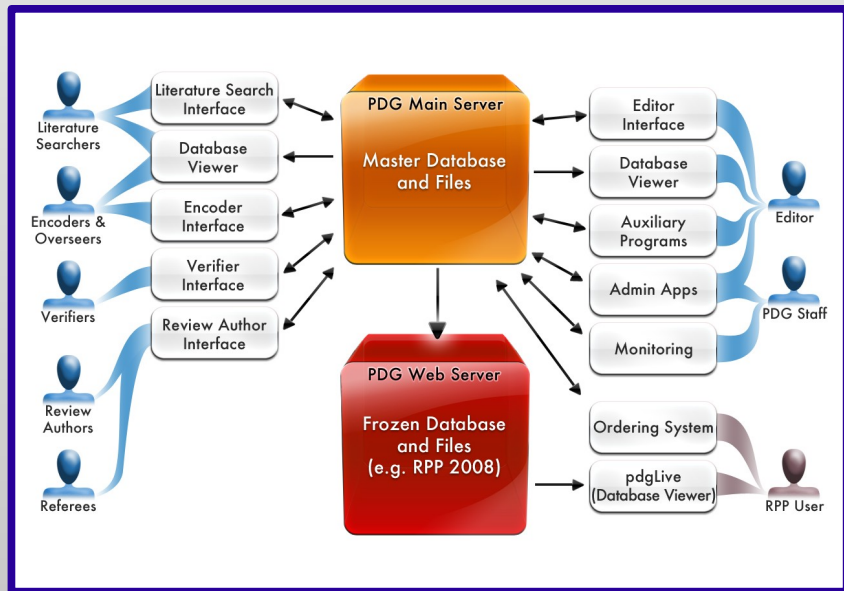 Literature Search
Interface
Database
Viewer
Encoder
Interface
Verifier
Interface
Review Author
Interface
Literature
Searchers
Encoders &
Overseers
Verifiers
Review
Authors
Referees
PDG Main Server
Master Database
and Files
PDG Web Server
Frozen Database
and Files
(e.g. RPP 2008)
Editor
Interface
Database
Viewer
Auxiliary
Programs
Admin Apps
Monitoring
Ordering System
pdgLive
(Database Viewer)
Editor
PDG Staff
RPP User